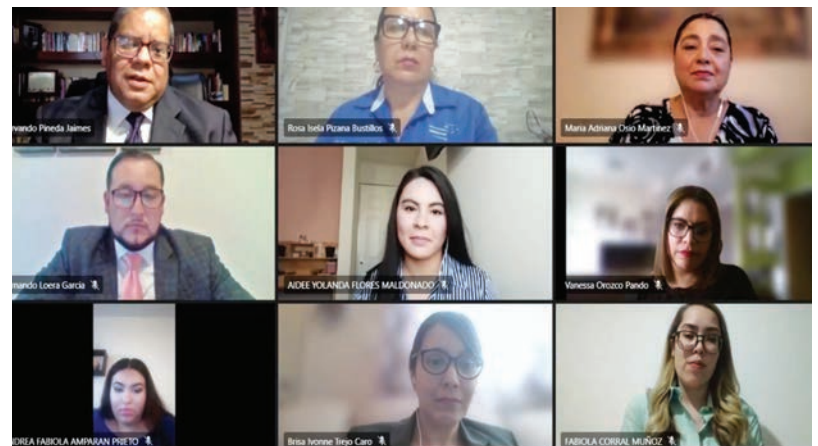 rvando Pineda Jaimes
Rosa Isela Pizana Bustillos
Maria Adriana Osio Martinez
mando Loera Garcia
AIDEE YOLANDA FLORES MALDONADO
Vanessa Orozco Pando
NDREA FABIOLA AMPARAN PRIETO
Brisa Ivonne Trejo Caro
FABIOLA CORRAL MUÑOZ